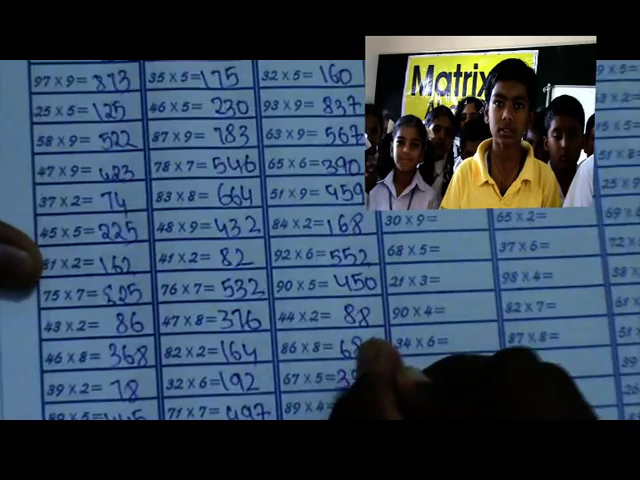 Matrix
97 × 9 = 873
25 × 5 = 125
58 × 9 = 522
47 × 9 = 423
37 × 2 = 74
45 × 5 = 225
81 × 2 = 162
75 × 7 = 525
43 × 2 = 86
46 × 8 = 368
39 × 2 = 78
35 × 5 = 175
46 × 5 = 230
87 × 9 = 783
78 × 7 = 546
83 × 8 = 664
48 × 9 = 432
41 × 2 = 82
76 × 7 = 532
47 × 8 = 376
82 × 2 = 164
32 × 6 = 192
71 × 7 = 497
32 × 5 = 160
93 × 9 = 837
63 × 9 = 567
65 × 6 = 390
51 × 9 = 459
84 × 2 = 168
92 × 6 = 552
90 × 5 = 450
44 × 2 = 88
86 × 8 =
67 × 5 =
89 × 4 =
30 × 9 =
68 × 5 =
21 × 3 =
90 × 4 =
34 × 6 =
65 × 2 =
37 × 6 =
98 × 4 =
82 × 7 =
87 × 8 =